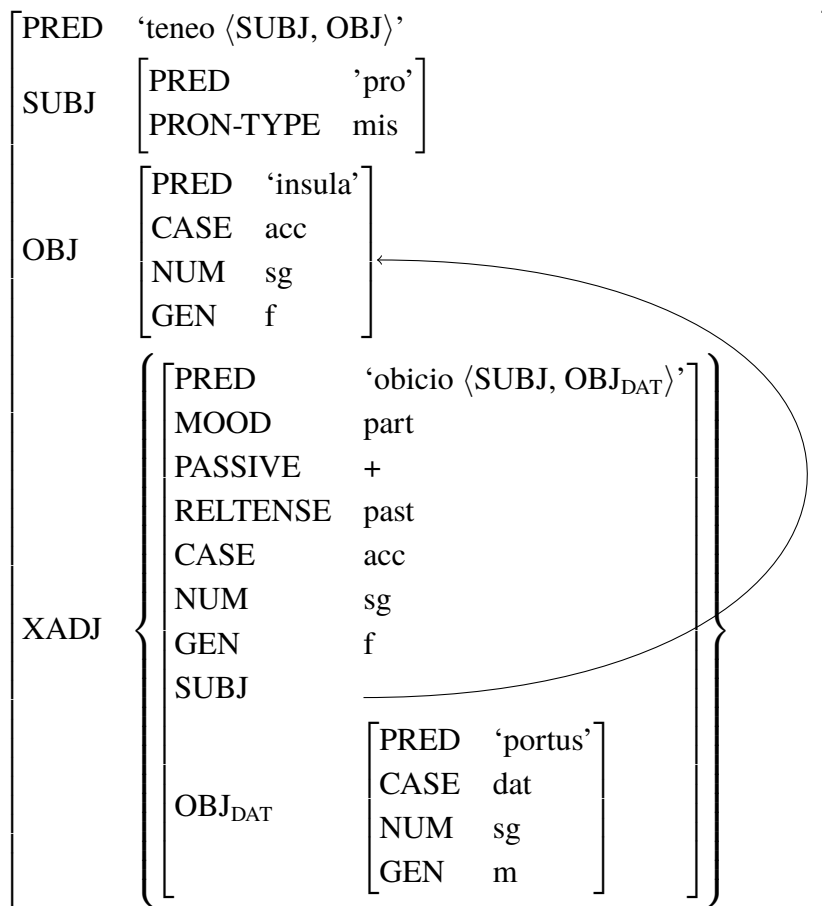 PRED ‘teneo ⟨SUBJ, OBJ⟩’
SUBJ
PRED ’pro’
PRON-TYPE mis
OBJ
PRED ‘insula’
CASE acc
NUM sg
GEN f
XADJ
PRED ‘obicio ⟨SUBJ, OBJ_DAT⟩’
MOOD part
PASSIVE +
RELTENSE past
CASE acc
NUM sg
GEN f
SUBJ
OBJ_DAT
PRED ‘portus’
CASE dat
NUM sg
GEN m